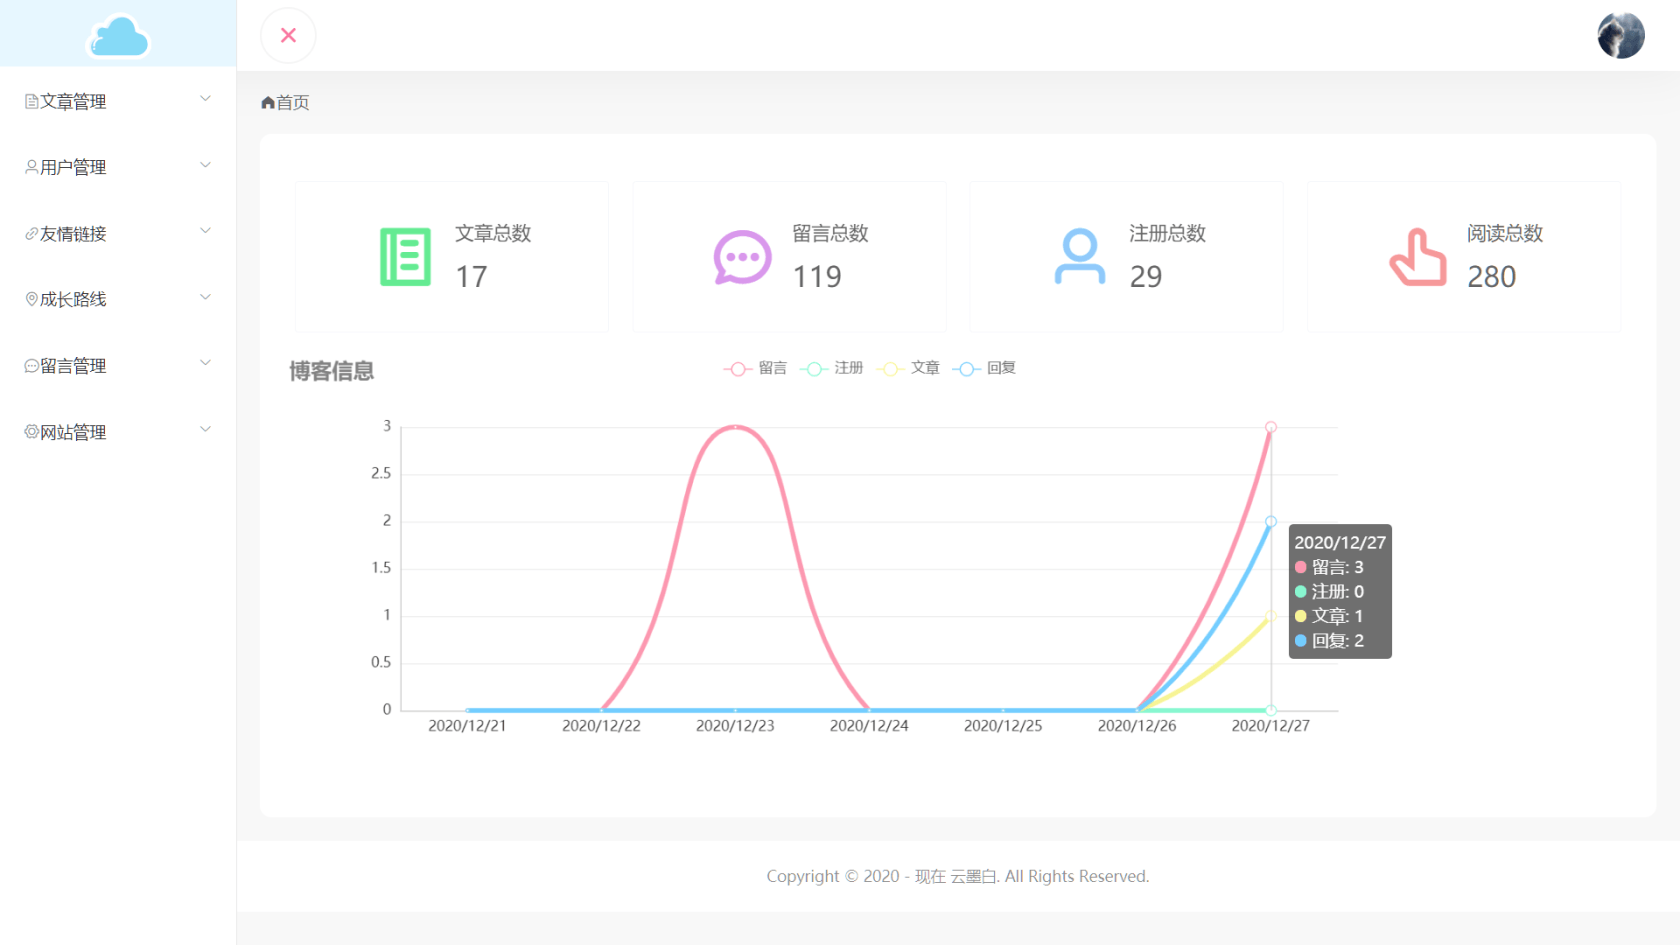 文章管理
用户管理
友情链接
成长路线
留言管理
网站管理
首页
文章总数
17
留言总数
119
注册总数
29
阅读总数
280
博客信息
留言 注册 文章 回复
3
2.5
2
1.5
1
0.5
0
2020/12/21 2020/12/22 2020/12/23 2020/12/24 2020/12/25 2020/12/26 2020/12/27
2020/12/27
留言: 3
注册: 0
文章: 1
回复: 2
Copyright © 2020 - 现在 云墨白. All Rights Reserved.